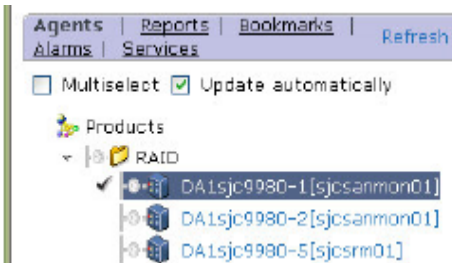 Agents | Reports | Bookmarks |
Alarms | Services
Refresh
Multiselect Update automatically
Products
RAID
DA1sjc9980-1[sjcsanmon01]
DA1sjc9980-2[sjcsanmon01]
DA1sjc9980-5[sjcsrm01]